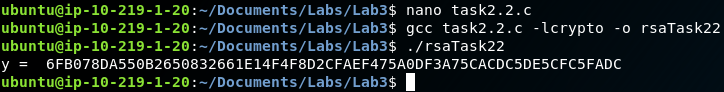 ubuntu@ip-10-219-1-20:~/Documents/Labs/Lab3$ nano task2.2.c
ubuntu@ip-10-219-1-20:~/Documents/Labs/Lab3$ gcc task2.2.c -lcrypto -o rsaTask22
ubuntu@ip-10-219-1-20:~/Documents/Labs/Lab3$ ./rsaTask22
y =  6FB078DA550B2650832661E14F4F8D2CFAEF475A0DF3A75CACDC5DE5CFC5FADC
ubuntu@ip-10-219-1-20:~/Documents/Labs/Lab3$